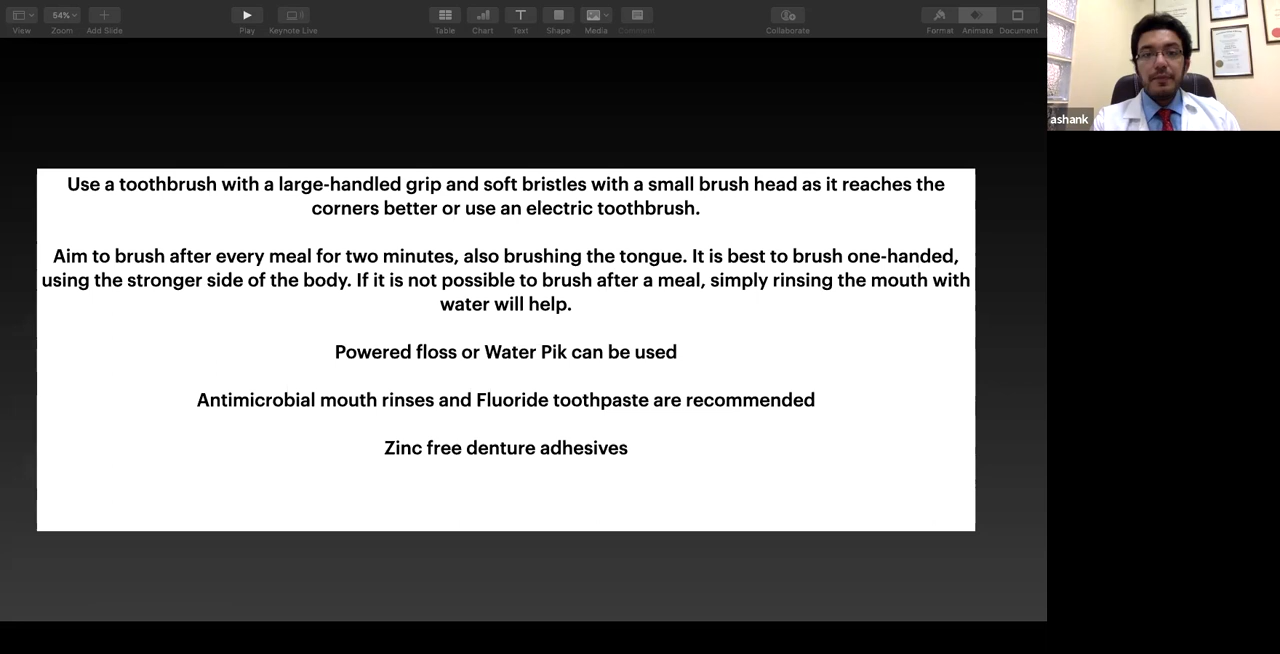 54%
View
Zoom
Add Slide
Play
Keynote Live
Table
Chart
Text
Shape
Media
Comment
Collaborate
Format
Animate
Document
ashank
Use a toothbrush with a large-handled grip and soft bristles with a small brush head as it reaches the
corners better or use an electric toothbrush.
Aim to brush after every meal for two minutes, also brushing the tongue. It is best to brush one-handed,
using the stronger side of the body. If it is not possible to brush after a meal, simply rinsing the mouth with
water will help.
Powered floss or Water Pik can be used
Antimicrobial mouth rinses and Fluoride toothpaste are recommended
Zinc free denture adhesives